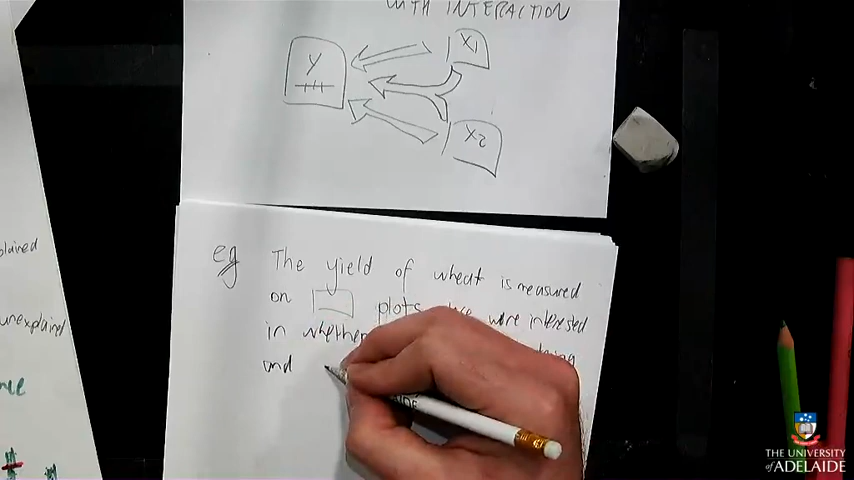 WITH INTERACTION
Y
X1
X2
plained
unexplained
nce
eg The yield of wheat is measured
on plots. We were interested
in whether
and
THE UNIVERSITY
of ADELAIDE